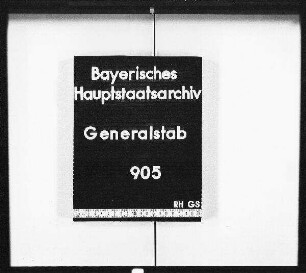 Bayerisches
Hauptstaatsarchiv
Generalstab
905
RH GS